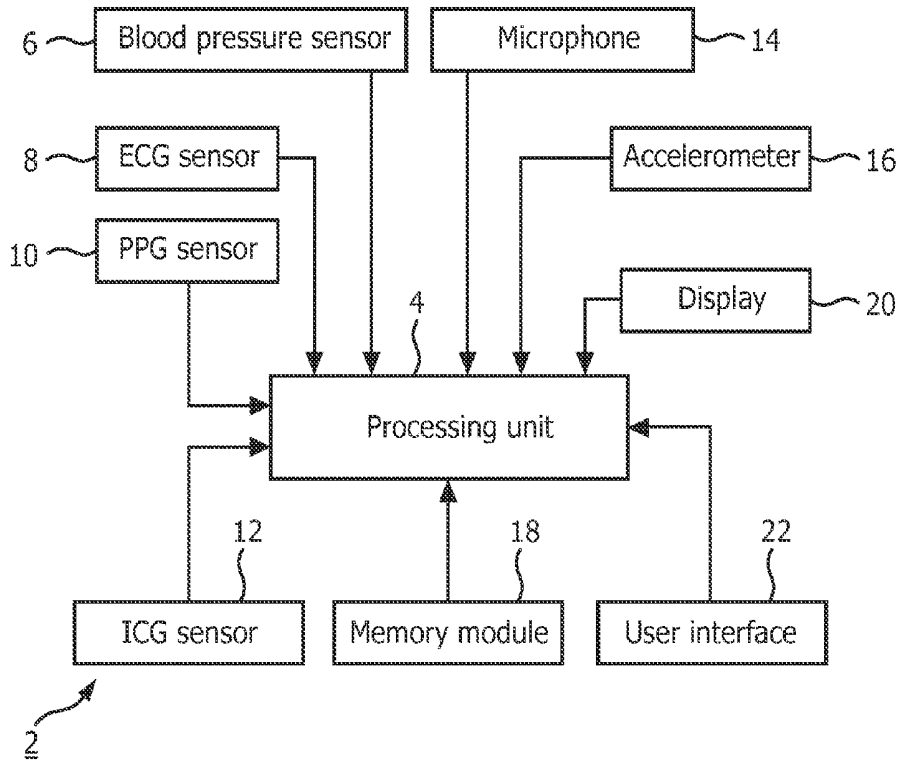 6 Blood pressure sensor
Microphone 14
8 ECG sensor
Accelerometer 16
10 PPG sensor
Display 20
4
Processing unit
12
18
22
ICG sensor
Memory module
User interface
2